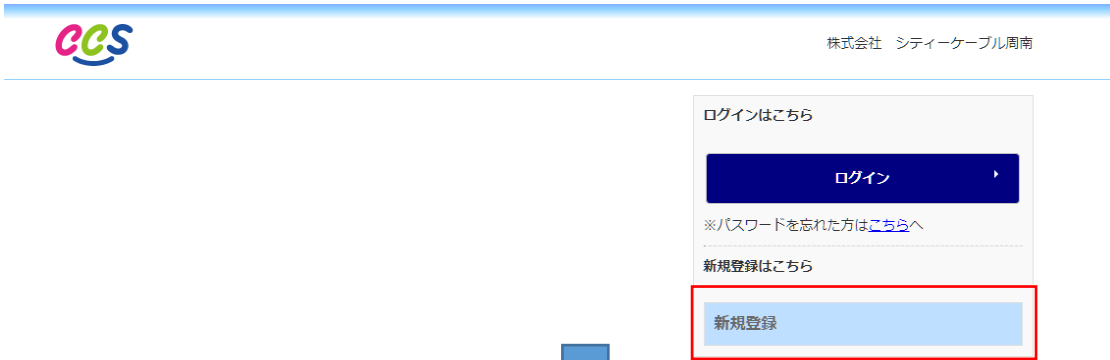 CCS
株式会社　シティーケーブル周南
ログインはこちら
ログイン
※パスワードを忘れた方はこちらへ
新規登録はこちら
新規登録